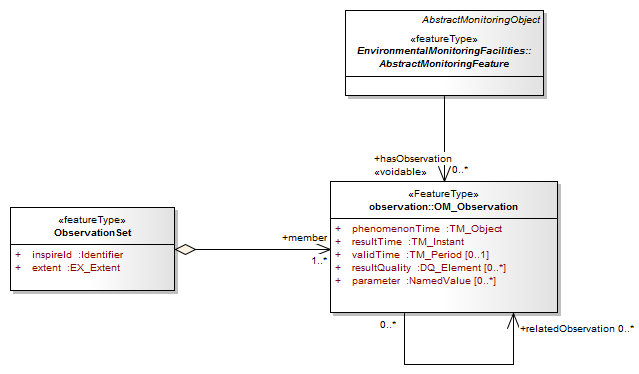 AbstractMonitoringObject
«featureType»
EnvironmentalMonitoringFacilities::
AbstractMonitoringFeature
+hasObservation
«voidable»
0..*
«FeatureType»
observation::OM_Observation
+ phenomenonTime :TM_Object
+ resultTime :TM_Instant
+ validTime :TM_Period [0..1]
+ resultQuality :DQ_Element [0..*]
+ parameter :NamedValue [0..*]
«featureType»
ObservationSet
+ inspireId :Identifier
+ extent :EX_Extent
+member
1..*
0..*
+relatedObservation 0..*